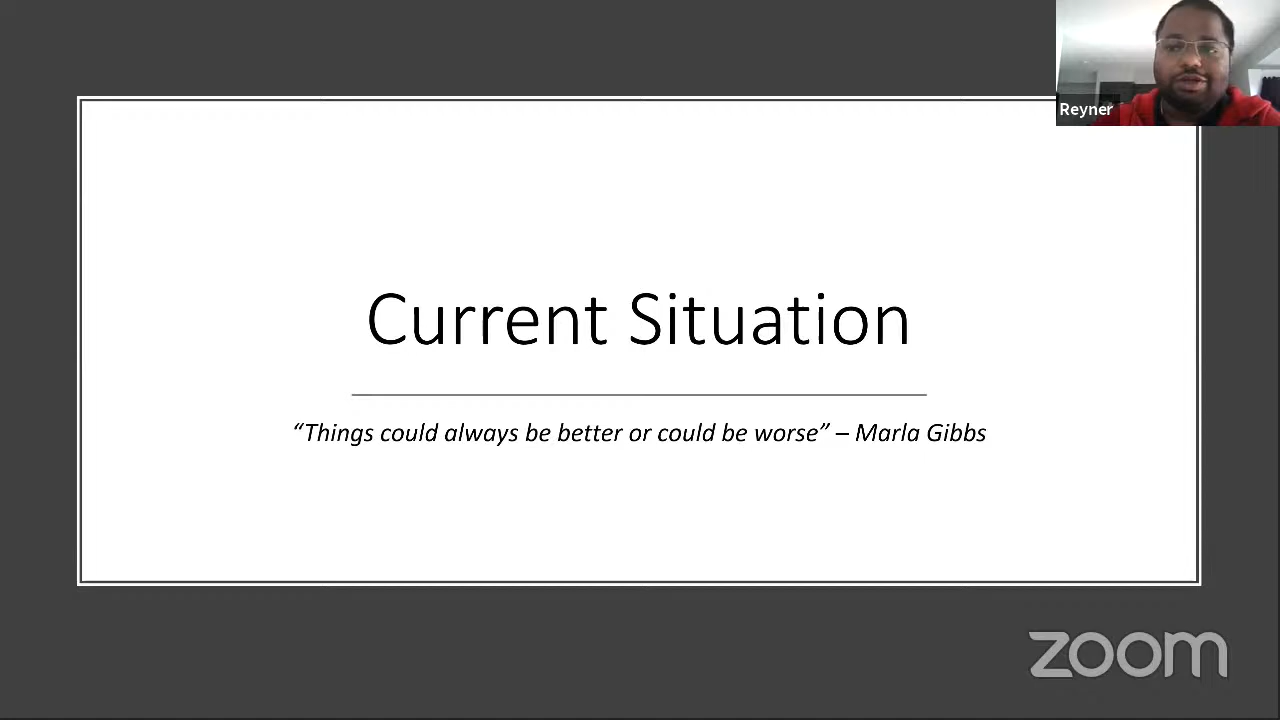 Reyner
Current Situation
“Things could always be better or could be worse” – Marla Gibbs
zoom